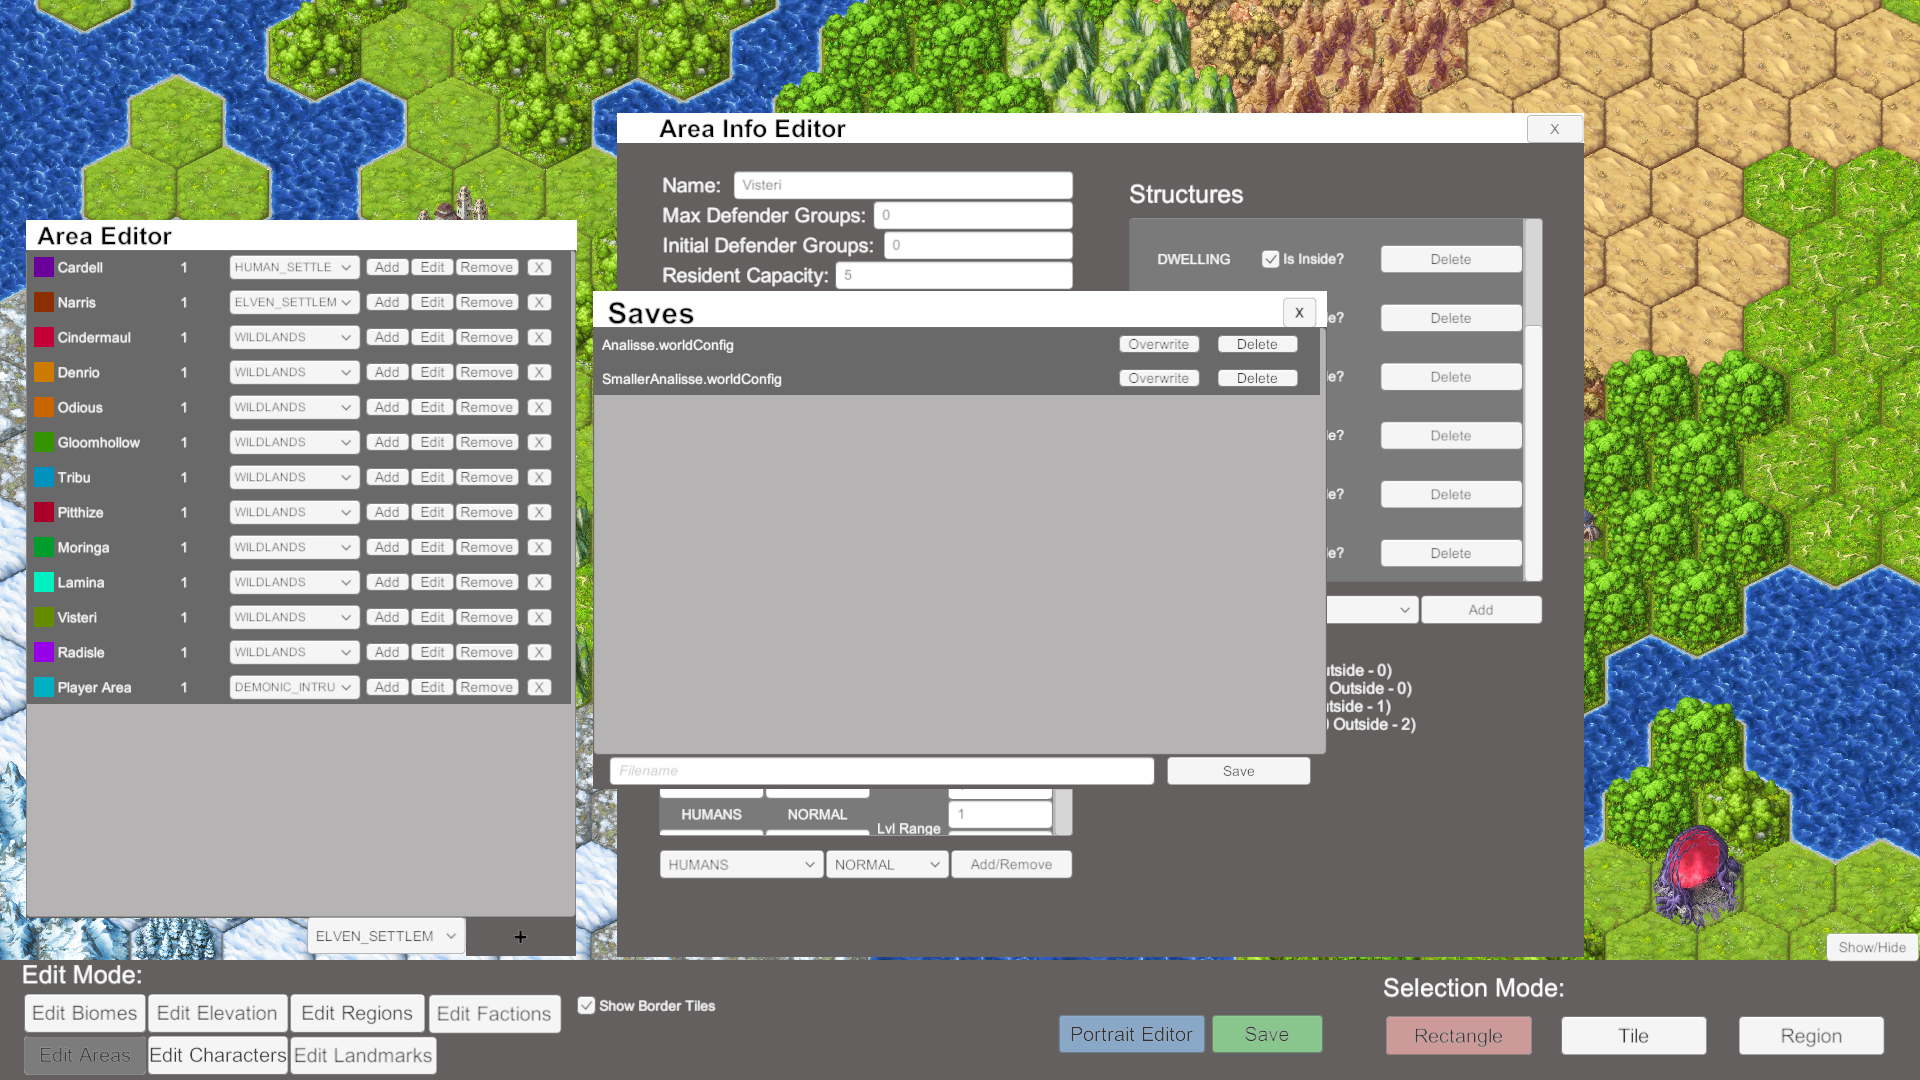 Area Info Editor
X
Name: Visteri
Max Defender Groups: 0
Initial Defender Groups: 0
Resident Capacity: 5
Structures
DWELLING Is Inside? Delete
e? Delete
e? Delete
e? Delete
e? Delete
e? Delete
Add
utside - 0)
Outside - 0)
utside - 1)
Outside - 2)
HUMANS NORMAL Lvl Range 1
HUMANS NORMAL Add/Remove
Area Editor
Cardell 1 HUMAN_SETTLE Add Edit Remove X
Narris 1 ELVEN_SETTLEM Add Edit Remove X
Cindermaul 1 WILDLANDS Add Edit Remove X
Denrio 1 WILDLANDS Add Edit Remove X
Odious 1 WILDLANDS Add Edit Remove X
Gloomhollow 1 WILDLANDS Add Edit Remove X
Tribu 1 WILDLANDS Add Edit Remove X
Pitthize 1 WILDLANDS Add Edit Remove X
Moringa 1 WILDLANDS Add Edit Remove X
Lamina 1 WILDLANDS Add Edit Remove X
Visteri 1 WILDLANDS Add Edit Remove X
Radisle 1 WILDLANDS Add Edit Remove X
Player Area 1 DEMONIC_INTRU Add Edit Remove X
ELVEN_SETTLEM +
Saves
X
Analisse.worldConfig Overwrite Delete
SmallerAnalisse.worldConfig Overwrite Delete
Filename Save
Show/Hide
Edit Mode:
Edit Biomes Edit Elevation Edit Regions Edit Factions
Edit Areas Edit Characters Edit Landmarks
Show Border Tiles
Portrait Editor Save
Selection Mode:
Rectangle Tile Region